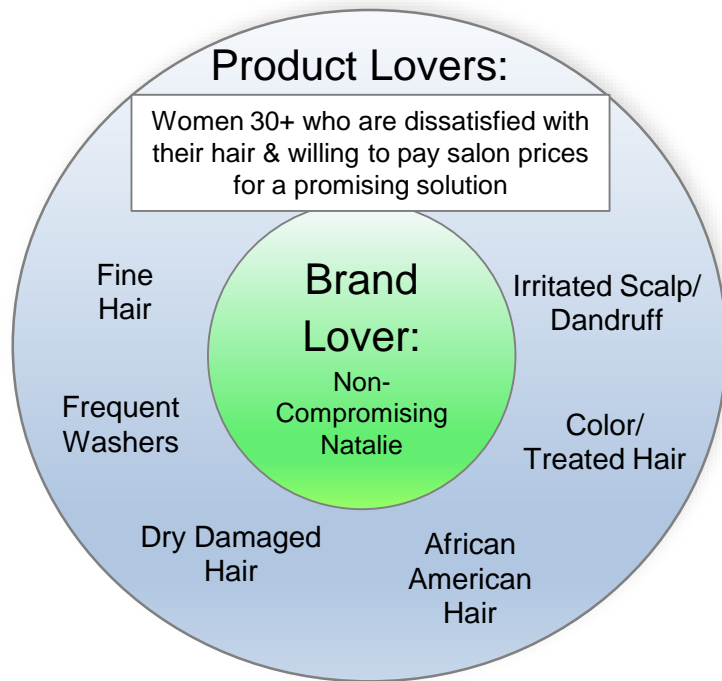 Product Lovers:
Women 30+ who are dissatisfied with
their hair & willing to pay salon prices
for a promising solution
Fine
Hair
Frequent
Washers
Dry Damaged
Hair
Brand
Lover:
Non-
Compromising
Natalie
African
American
Hair
Irritated Scalp/
Dandruff
Color/
Treated Hair